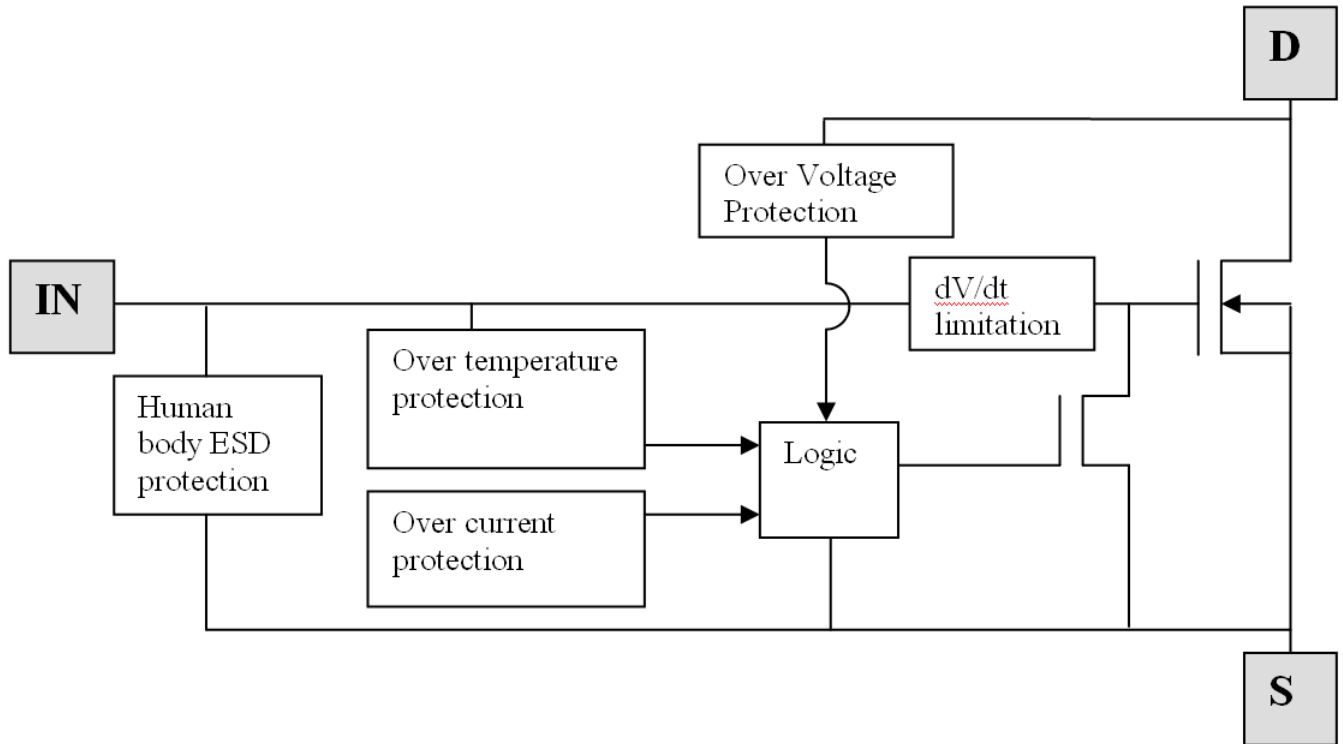 D
Over Voltage
Protection
IN
dV/dt
limitation
Over temperature
protection
Human
body ESD
protection
Logic
Over current
protection
S